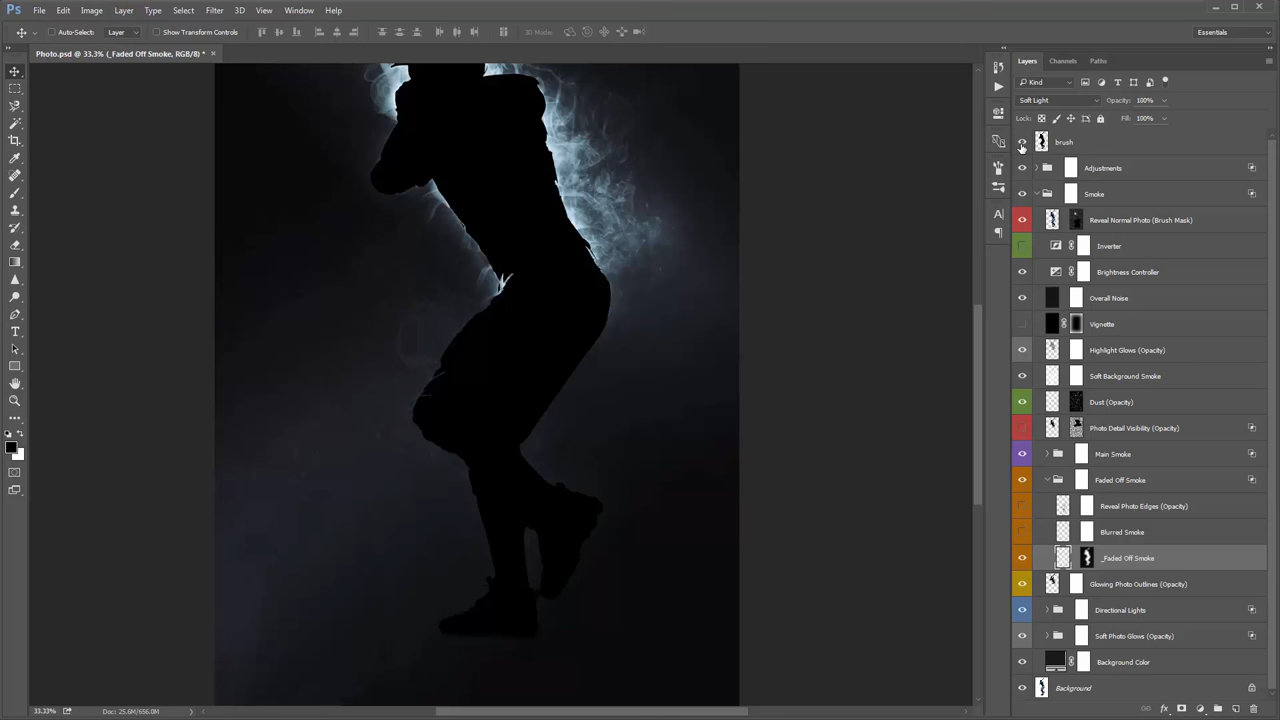 Ps File Edit Image Layer Type Select Filter 3D View Window Help
Auto-Select: Layer Show Transform Controls 3D Mode: Essentials
Photo.psd @ 33.3% (_Faded Off Smoke, RGB/8) * ×
Layers Channels Paths
Kind
Soft Light Opacity: 100%
Lock: Fill: 100%
brush
Adjustments
Smoke
Reveal Normal Photo (Brush Mask)
Inverter
Brightness Controller
Overall Noise
Vignette
Highlight Glows (Opacity)
Soft Background Smoke
Dust (Opacity)
Photo Detail Visibility (Opacity)
Main Smoke
Faded Off Smoke
Reveal Photo Edges (Opacity)
Blurred Smoke
_Faded Off Smoke
Glowing Photo Outlines (Opacity)
Directional Lights
Soft Photo Glows (Opacity)
Background Color
Background
33.33% Doc: 25.6M/656.0M